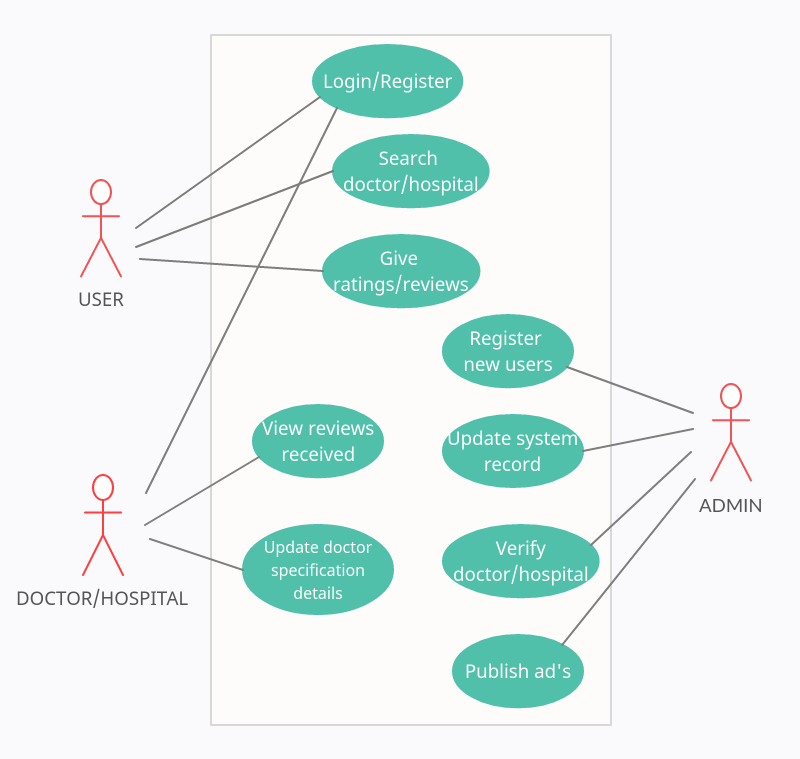 Login/Register
Search
doctor/hospital
Give
ratings/reviews
USER
Register
new users
View reviews
received
Update system
record
ADMIN
Update doctor
specification
details
Verify
doctor/hospital
DOCTOR/HOSPITAL
Publish ad's